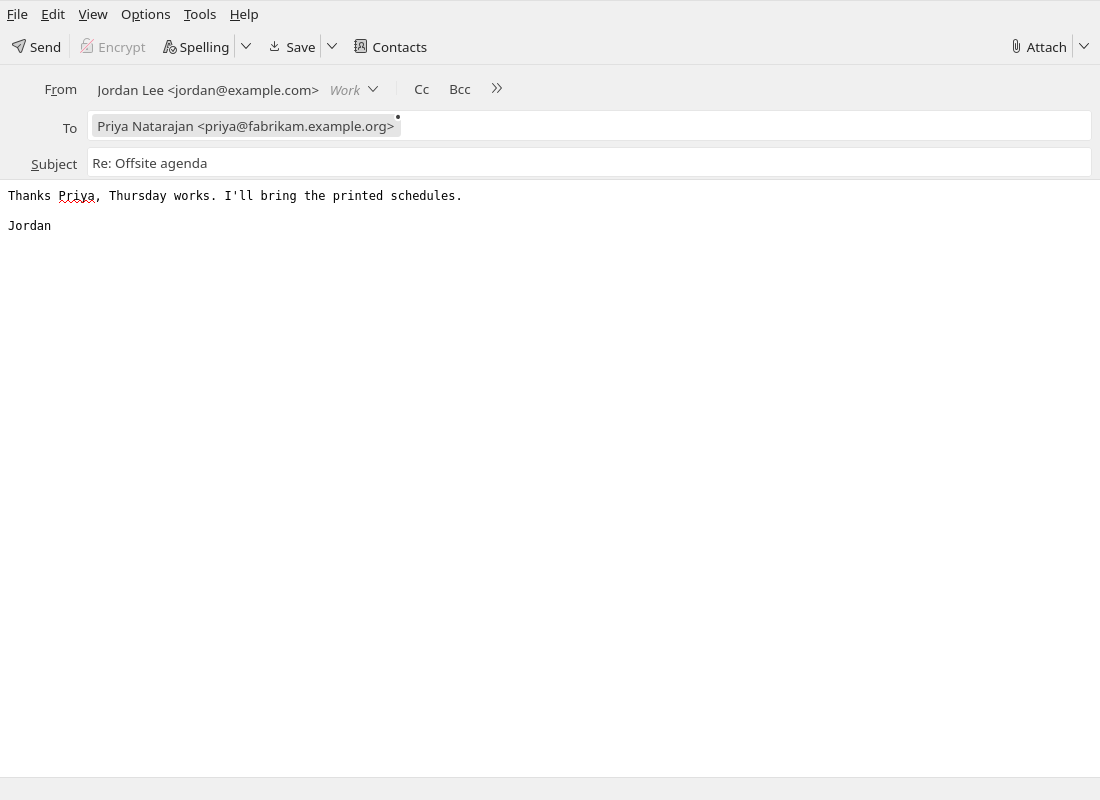 File Edit View Options Tools Help
Send Encrypt Spelling Save Contacts Attach
From Jordan Lee <jordan@example.com> Work Cc Bcc
To Priya Natarajan <priya@fabrikam.example.org>
Subject Re: Offsite agenda
Thanks Priya, Thursday works. I'll bring the printed schedules.
Jordan